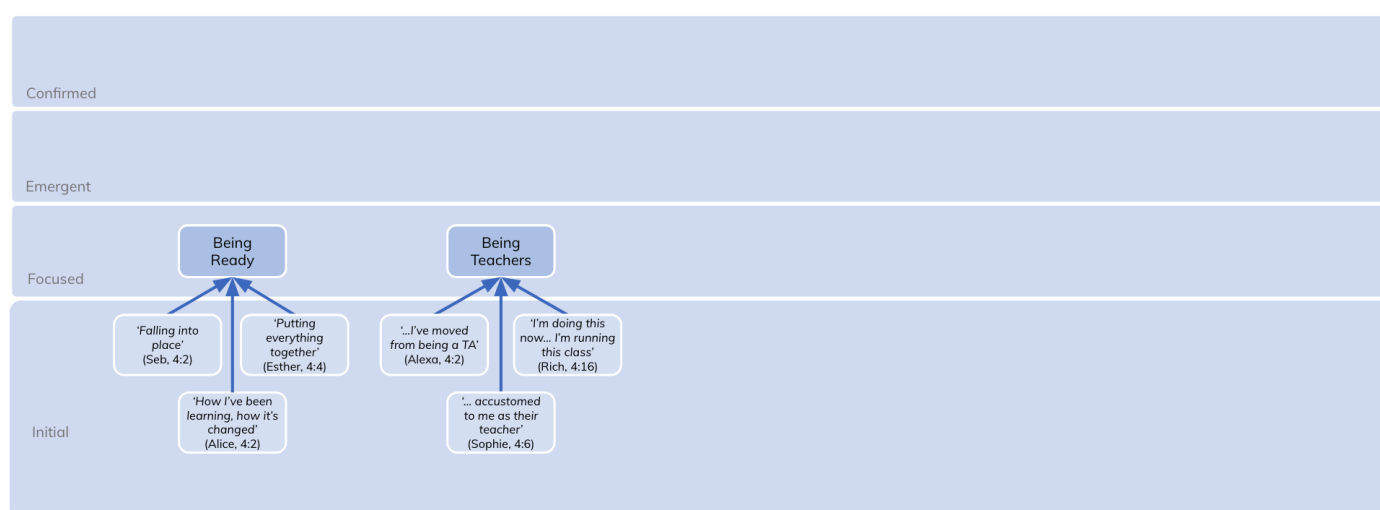 Confirmed
Emergent
Focused
Being
Ready
Being
Teachers
Initial
‘Falling into
place’
(Seb, 4:2)
‘Putting
everything
together’
(Esther, 4:4)
‘...I’ve moved
from being a TA’
(Alexa, 4:2)
‘I’m doing this
now... I’m running
this class’
(Rich, 4:16)
‘How I’ve been
learning, how it’s
changed’
(Alice, 4:2)
‘... accustomed
to me as their
teacher’
(Sophie, 4:6)